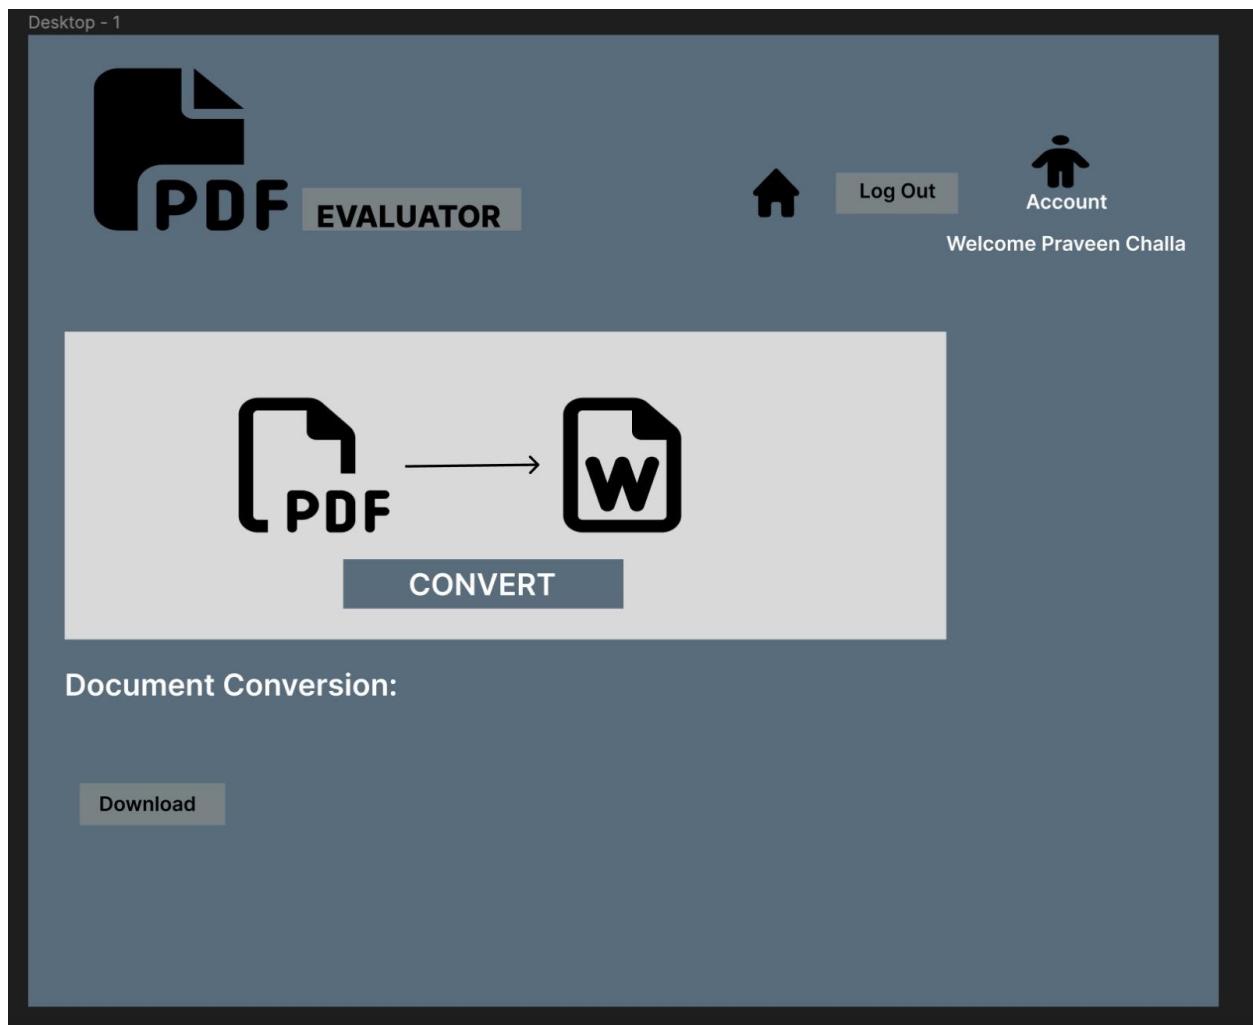 Desktop - 1
PDF EVALUATOR
Log Out
Account
Welcome Praveen Challa
PDF W
CONVERT
Document Conversion:
Download